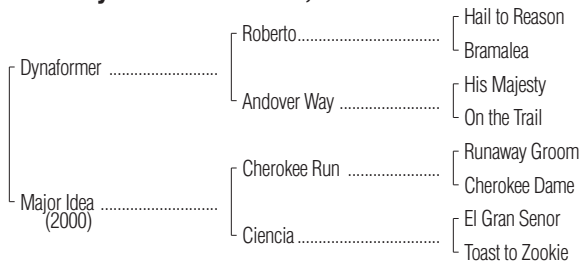 Hail to Reason
Roberto
Bramalea
Dynaformer
His Majesty
Andover Way
On the Trail
Runaway Groom
Cherokee Run
Cherokee Dame
Major Idea
(2000)
El Gran Senor
Ciencia
Toast to Zookie